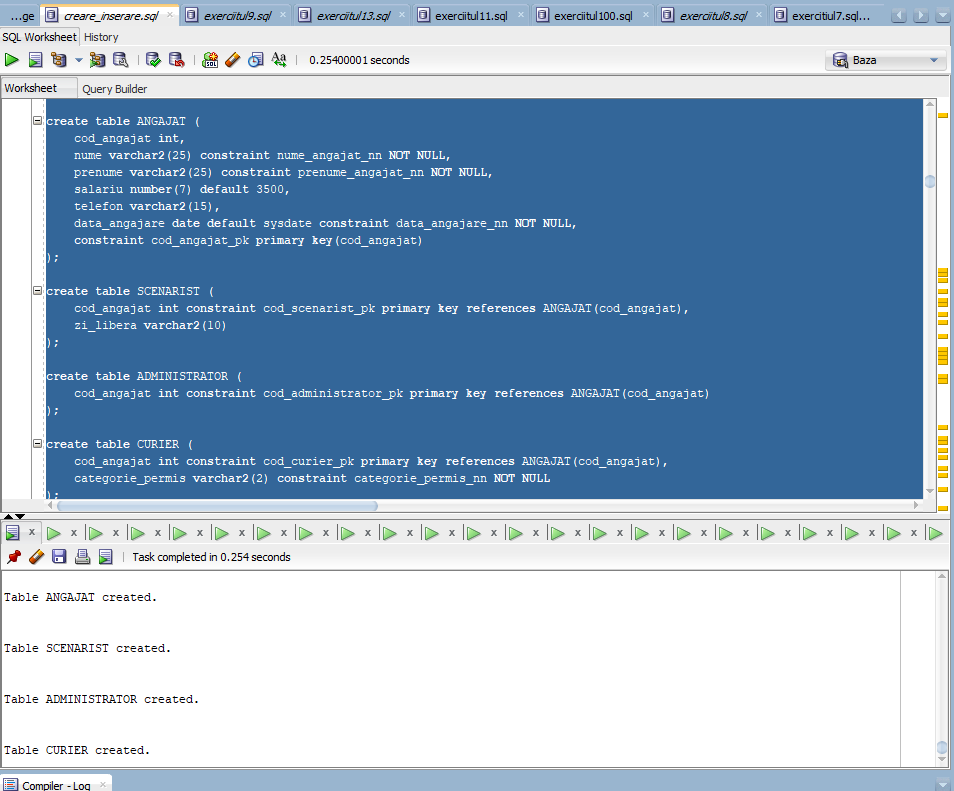 ...ge creare_inserare.sql exerciitul9.sql exerciitul13.sql exerciitul11.sql exerciitul100.sql exerciitul8.sql exercitiul7.sql...
SQL Worksheet History
0.25400001 seconds Baza
Worksheet Query Builder
create table ANGAJAT (
cod_angajat int,
nume varchar2(25) constraint nume_angajat_nn NOT NULL,
prenume varchar2(25) constraint prenume_angajat_nn NOT NULL,
salariu number(7) default 3500,
telefon varchar2(15),
data_angajare date default sysdate constraint data_angajare_nn NOT NULL,
constraint cod_angajat_pk primary key(cod_angajat)
);
create table SCENARIST (
cod_angajat int constraint cod_scenarist_pk primary key references ANGAJAT(cod_angajat),
zi_libera varchar2(10)
);
create table ADMINISTRATOR (
cod_angajat int constraint cod_administrator_pk primary key references ANGAJAT(cod_angajat)
);
create table CURIER (
cod_angajat int constraint cod_curier_pk primary key references ANGAJAT(cod_angajat),
categorie_permis varchar2(2) constraint categorie_permis_nn NOT NULL
);
Task completed in 0.254 seconds
Table ANGAJAT created.
Table SCENARIST created.
Table ADMINISTRATOR created.
Table CURIER created.
Compiler - Log